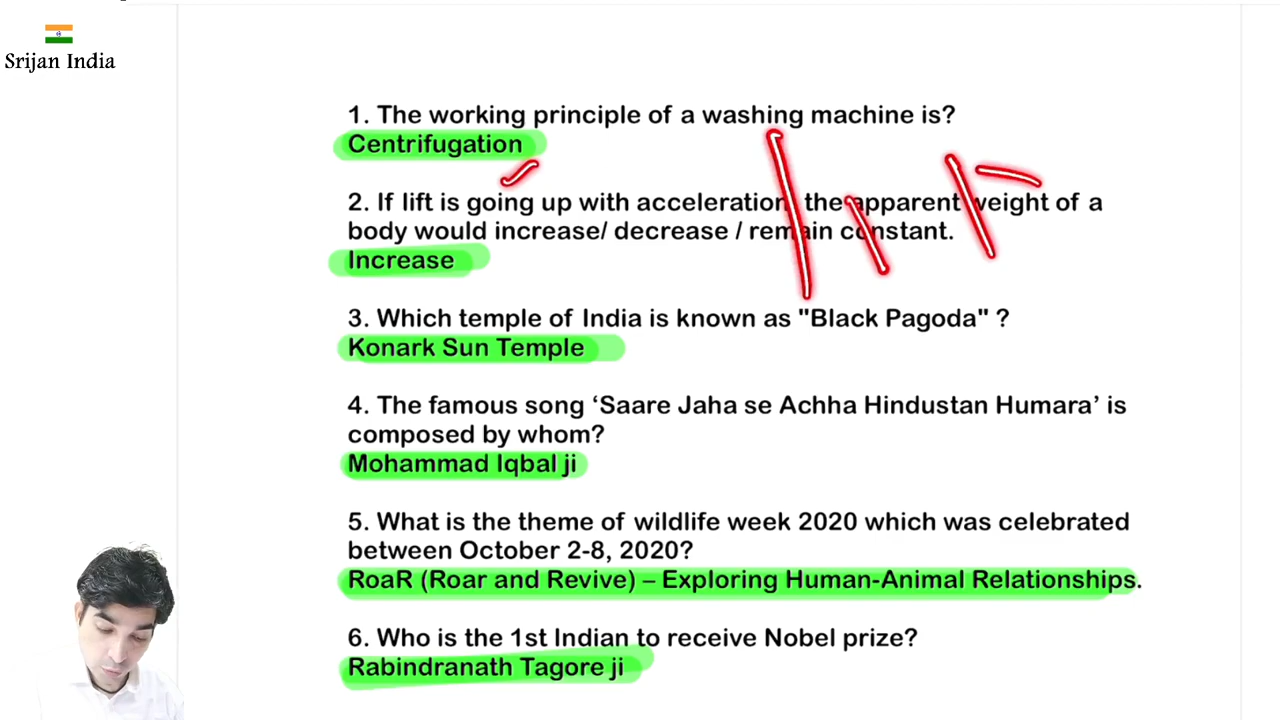 Srijan India
1. The working principle of a washing machine is?
Centrifugation
2. If lift is going up with acceleration, the apparent weight of a
body would increase/ decrease / remain constant.
Increase
3. Which temple of India is known as "Black Pagoda" ?
Konark Sun Temple
4. The famous song ‘Saare Jaha se Achha Hindustan Humara’ is
composed by whom?
Mohammad Iqbal ji
5. What is the theme of wildlife week 2020 which was celebrated
between October 2-8, 2020?
RoaR (Roar and Revive) – Exploring Human-Animal Relationships.
6. Who is the 1st Indian to receive Nobel prize?
Rabindranath Tagore ji